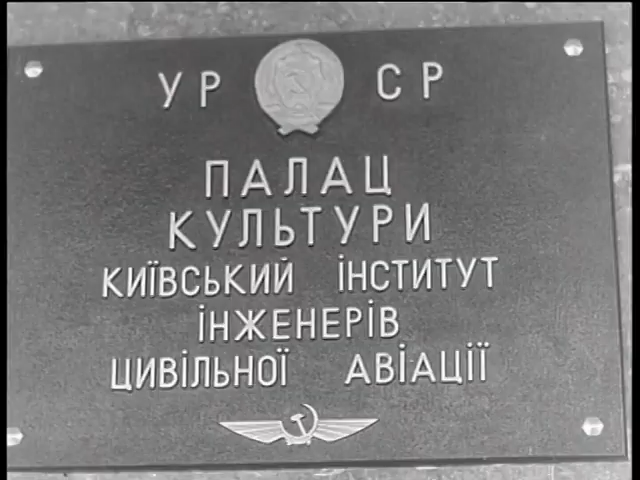 УР СР
ПАЛАЦ
КУЛЬТУРИ
КИЇВСЬКИЙ ІНСТИТУТ
ІНЖЕНЕРІВ
ЦИВІЛЬНОЇ АВІАЦІЇ